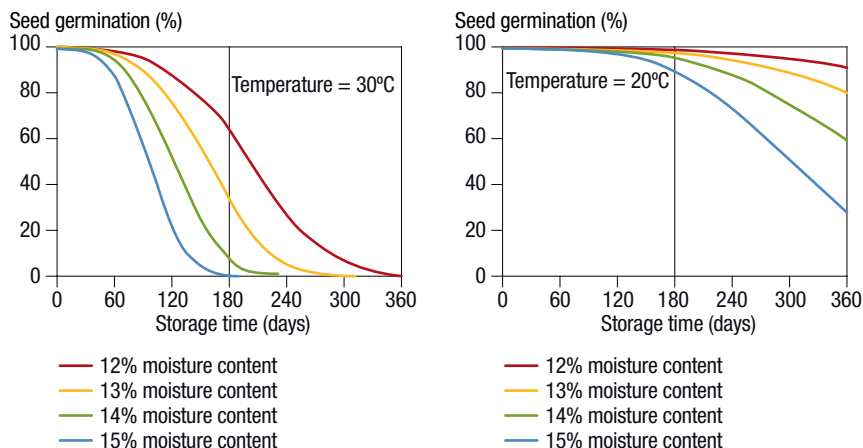 Seed germination (%)
100
80
60
40
20
0
Temperature = 30ºC
0 60 120 180 240 300 360
Storage time (days)
12% moisture content
13% moisture content
14% moisture content
15% moisture content
Seed germination (%)
100
80
60
40
20
0
Temperature = 20ºC
0 60 120 180 240 300 360
Storage time (days)
12% moisture content
13% moisture content
14% moisture content
15% moisture content